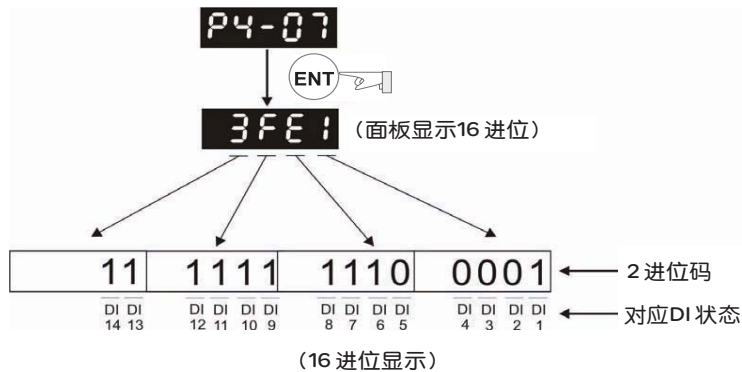 P4-07
ENT
3FE1 （面板显示16 进位）
11 1111 1110 0001 2 进位码
DI DI DI DI DI DI DI DI DI DI DI DI DI DI 对应DI 状态
14 13 12 11 10 9 8 7 6 5 4 3 2 1
（16 进位显示）